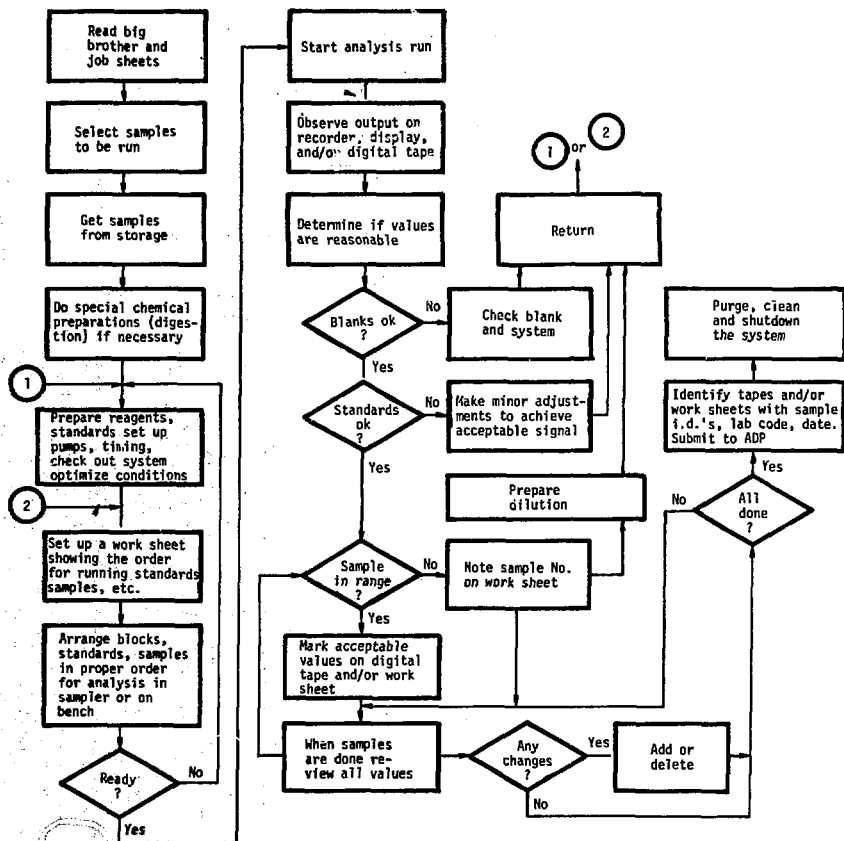 Read big
brother and
job sheets
Select samples
to be run
Get samples
from storage
Do special chemical
preparations (diges-
tion) if necessary
1
Prepare reagents,
standards set up
pumps, timing,
check out system
optimize conditions
2
Set up a work sheet
showing the order
for running standards
samples, etc.
Arrange blocks,
standards, samples
in proper order
for analysis in
sampler or on
bench
Ready
?
No
Yes
Start analysis run
Observe output on
recorder, display,
and/or digital tape
Determine if values
are reasonable
Blanks ok
?
No
Yes
Check blank
and system
Standards
ok
?
No
Yes
Make minor adjust-
ments to achieve
acceptable signal
1 or 2
Return
Prepare
dilution
Sample
in range
?
No
Yes
Note sample No.
on work sheet
Mark acceptable
values on digital
tape and/or work
sheet
When samples
are done re-
view all values
Any
changes
?
Yes
No
Add or
delete
All
done
?
No
Yes
Identify tapes and/or
work sheets with sample
i.d.'s, lab code, date.
Submit to ADP
Purge, clean
and shutdown
the system